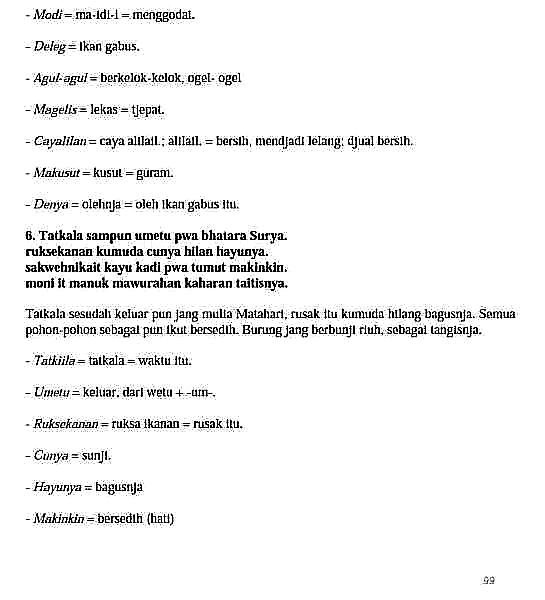 - Modi = ma-idi-i = menggodai.
- Deleg = ikan gabus.
- Agul-agul = berkelok-kelok, ogel- ogel
- Magelis = lekas = tjepat.
- Cayalilan = caya alilail.; alilail. = bersih, mendjadi lelang; djual bersih.
- Makusut = kusut = guram.
- Denya = olehnja = oleh ikan gabus itu.
6. Tatkala sampun umetu pwa bhatara Surya.
ruksekanan kumuda cunya hilan hayunya.
sakwehnikait kayu kadi pwa tumut makinkin.
moni it manuk mawurahan kaharan taitisnya.
Tatkala sesudah keluar pun jang mulia Matahari, rusak itu kumuda hilang bagusnja. Semua
pohon-pohon sebagai pun ikut bersedih. Burung jang berbunji riuh, sebagai tangisnja.
- Tatkiila = tatkala = waktu itu.
- Umetu = keluar, dari wetu + -um-.
- Ruksekanan = ruksa ikanan = rusak itu.
- Cunya = sunji.
- Hayunya = bagusnja
- Makinkin = bersedih (hati)
99